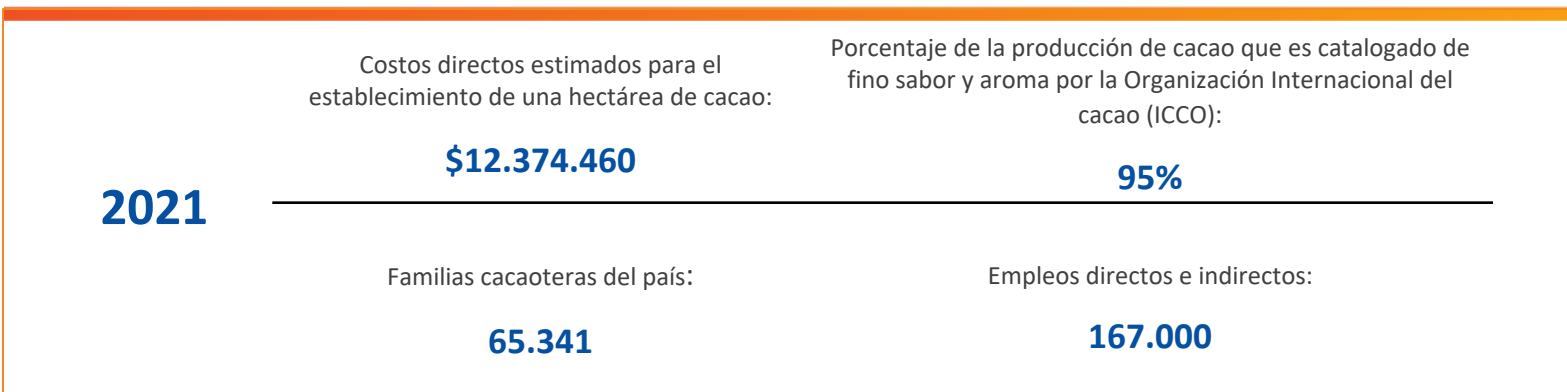 2021
Costos directos estimados para el
establecimiento de una hectárea de cacao:
$12.374.460
Porcentaje de la producción de cacao que es catalogado de
fino sabor y aroma por la Organización Internacional del
cacao (ICCO):
95%
Familias cacaoteras del país:
65.341
Empleos directos e indirectos:
167.000